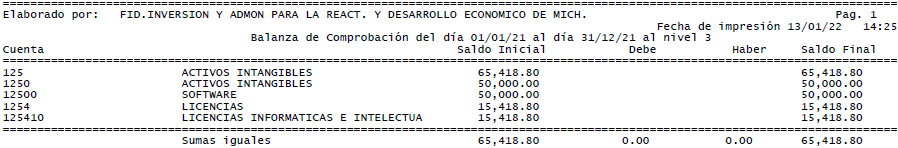 Elaborado por: FID.INVERSION Y ADMON PARA LA REACT. Y DESARROLLO ECONOMICO DE MICH. Pag. 1
Fecha de impresión 13/01/22 14:25
Balanza de Comprobación del día 01/01/21 al día 31/12/21 al nivel 3
Cuenta Saldo Inicial Debe Haber Saldo Final
125 ACTIVOS INTANGIBLES 65,418.80 65,418.80
1250 ACTIVOS INTANGIBLES 50,000.00 50,000.00
12500 SOFTWARE 50,000.00 50,000.00
1254 LICENCIAS 15,418.80 15,418.80
125410 LICENCIAS INFORMATICAS E INTELECTUA 15,418.80 15,418.80
Sumas iguales 65,418.80 0.00 0.00 65,418.80